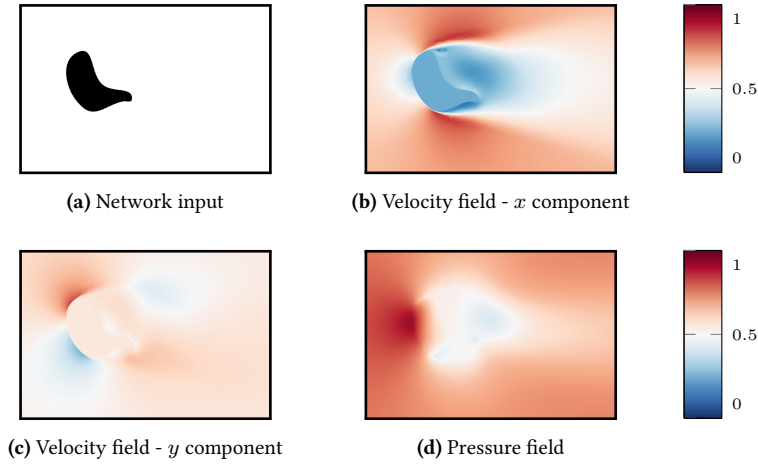 1
0.5
0
(a) Network input
(b) Velocity field - x component
1
0.5
0
(c) Velocity field - y component
(d) Pressure field